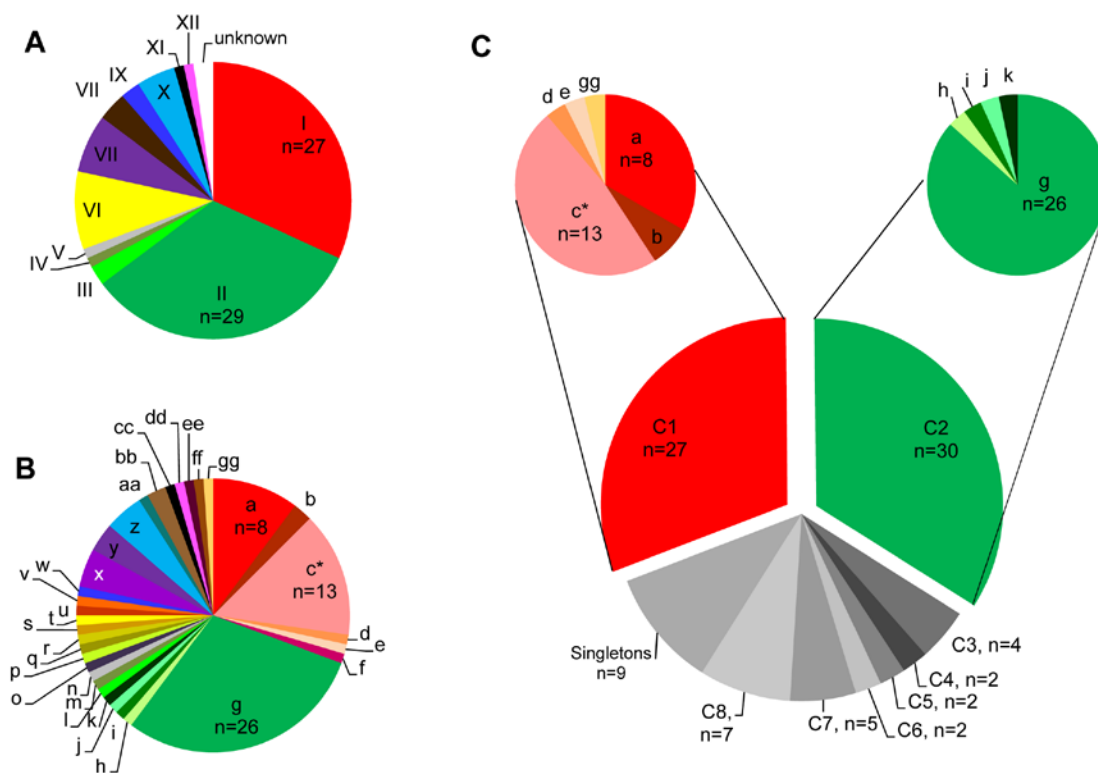 A
XII
XI
unknown
IX
VII
X
I
n=27
VII
VI
V
IV
III
II
n=29
B
dd
ee
cc
ff
bb
gg
aa
a
n=8
b
z
y
c*
n=13
x
w
v
u
t
s
r
q
p
o
n
m
l
k
j
i
h
g
n=26
f
e
d
C
gg
e
d
a
n=8
c*
n=13
b
k
j
i
h
g
n=26
C1
n=27
C2
n=30
Singletons
n=9
C3, n=4
C4, n=2
C5, n=2
C6, n=2
C7, n=5
C8,
n=7